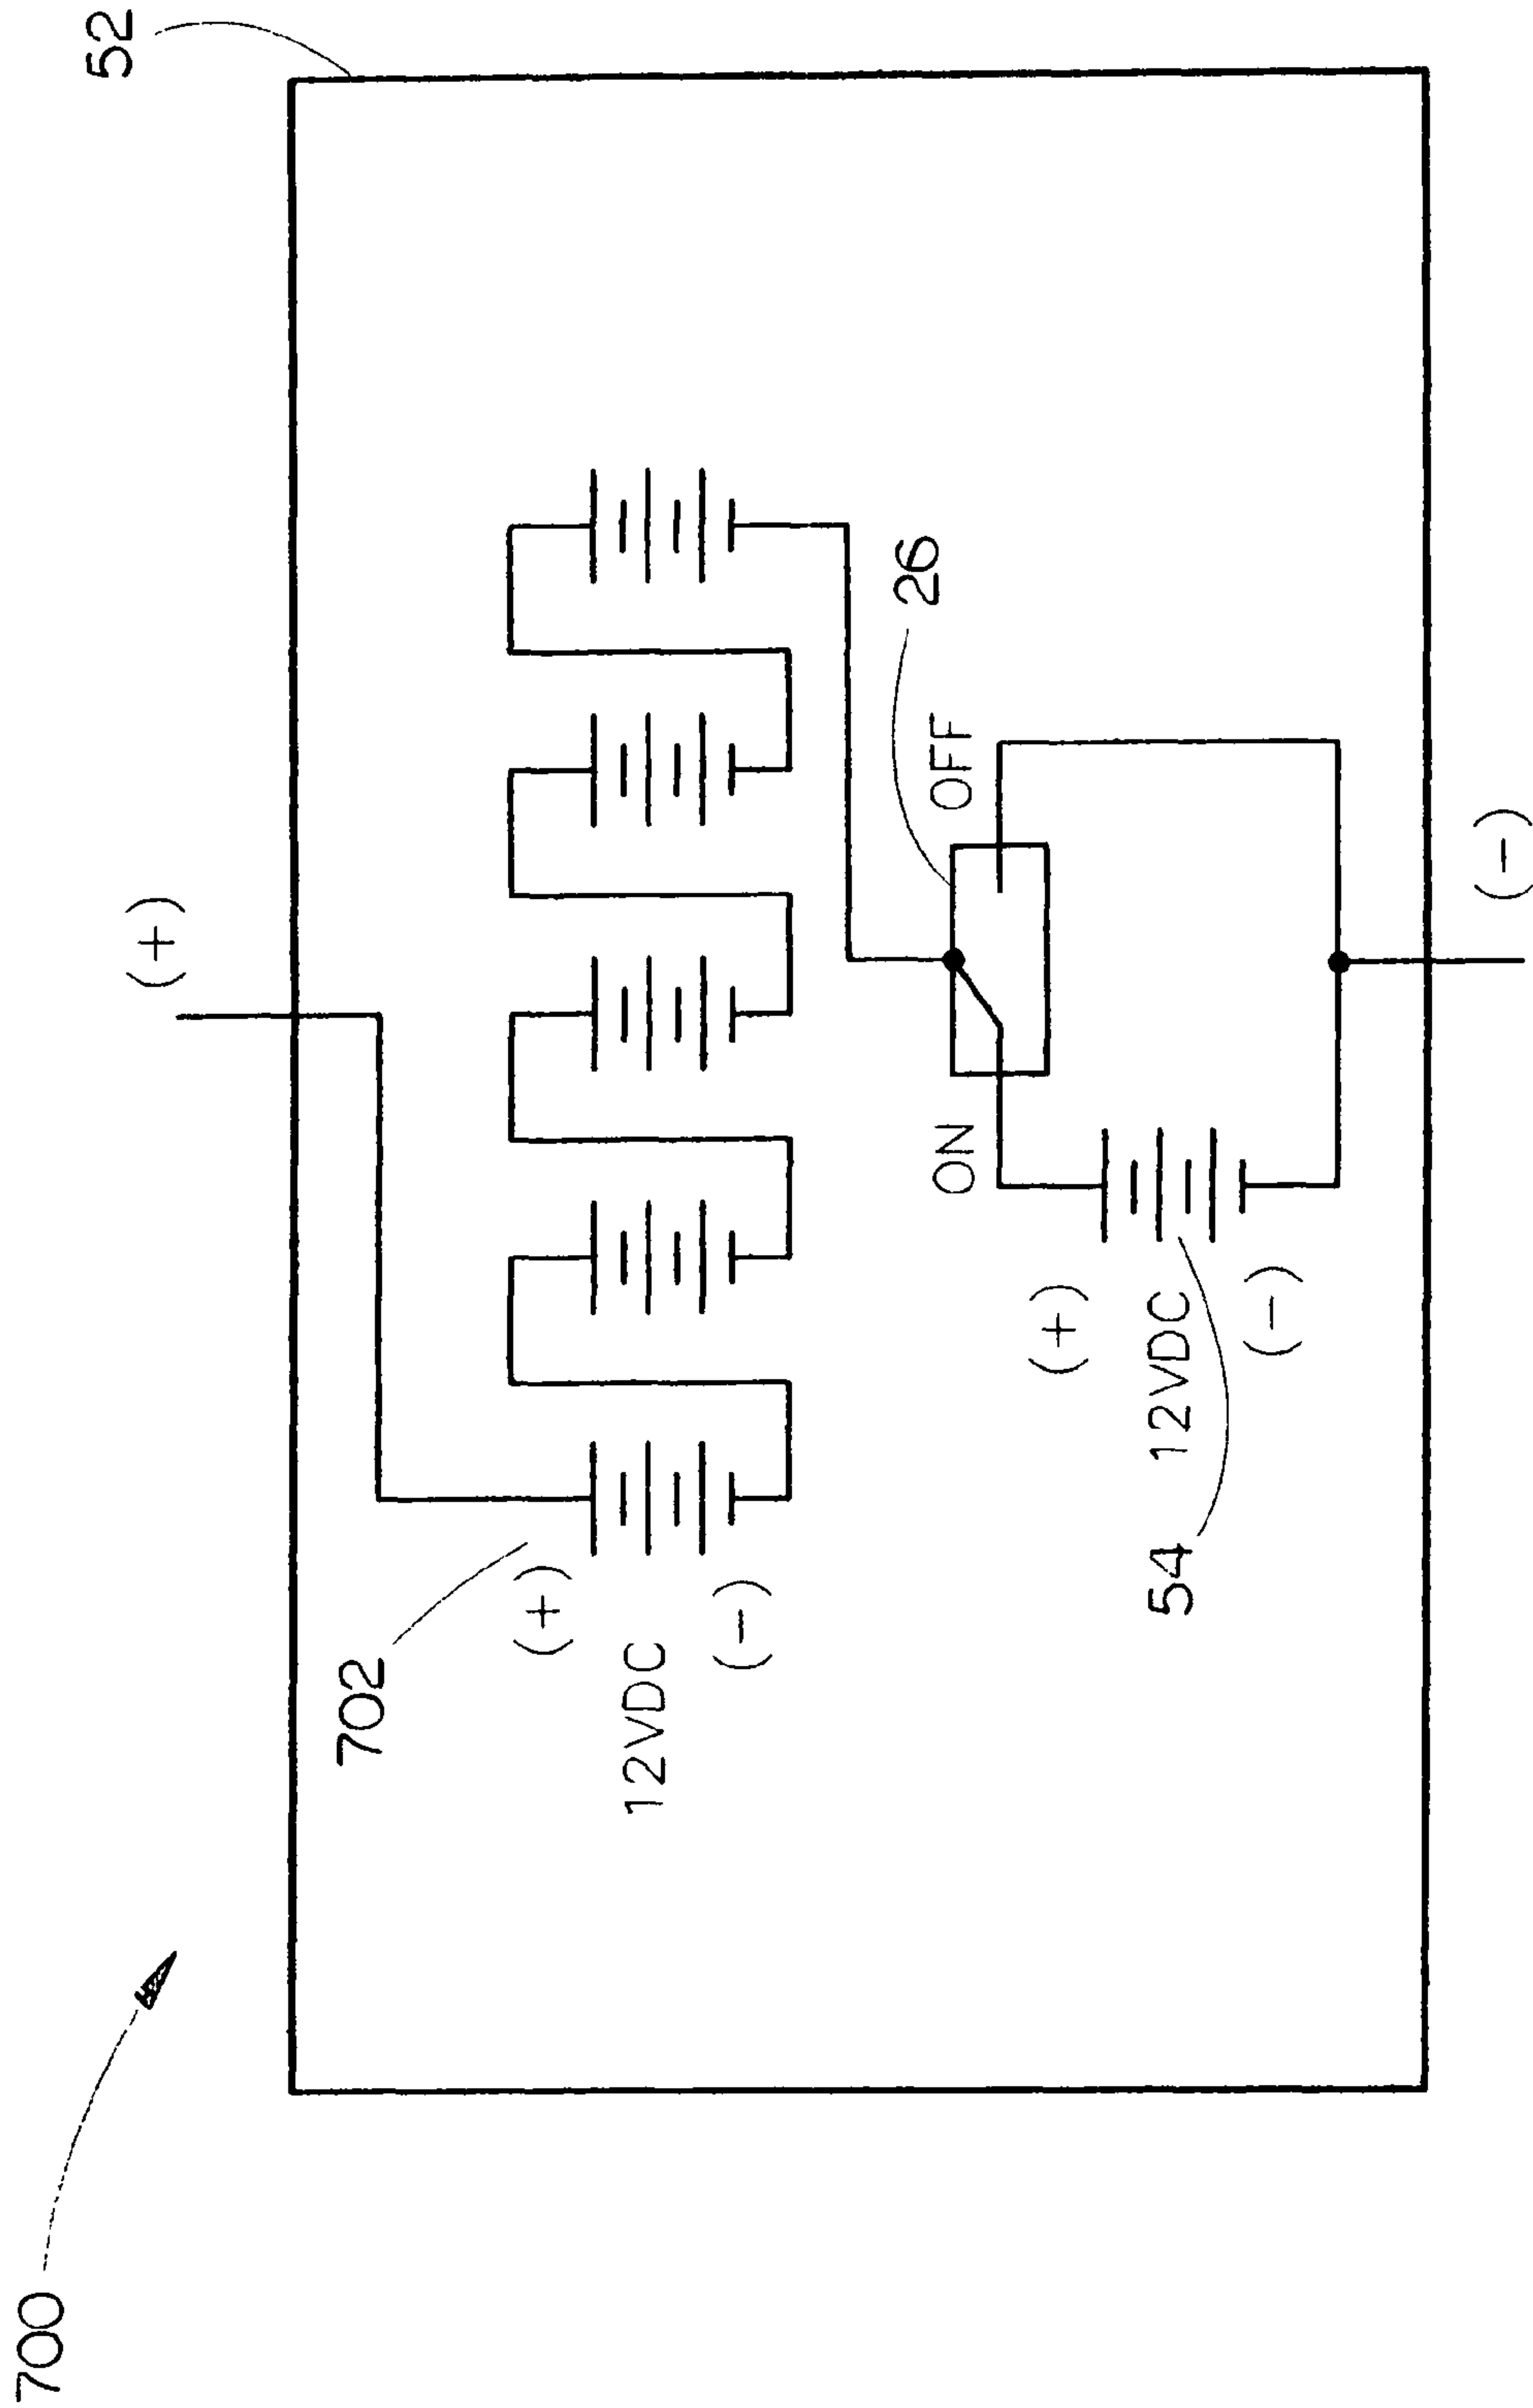 700
52
(+)
702
(+)
12VDC
(-)
26
ON
OFF
(+)
12VDC
(-)
54
(-)